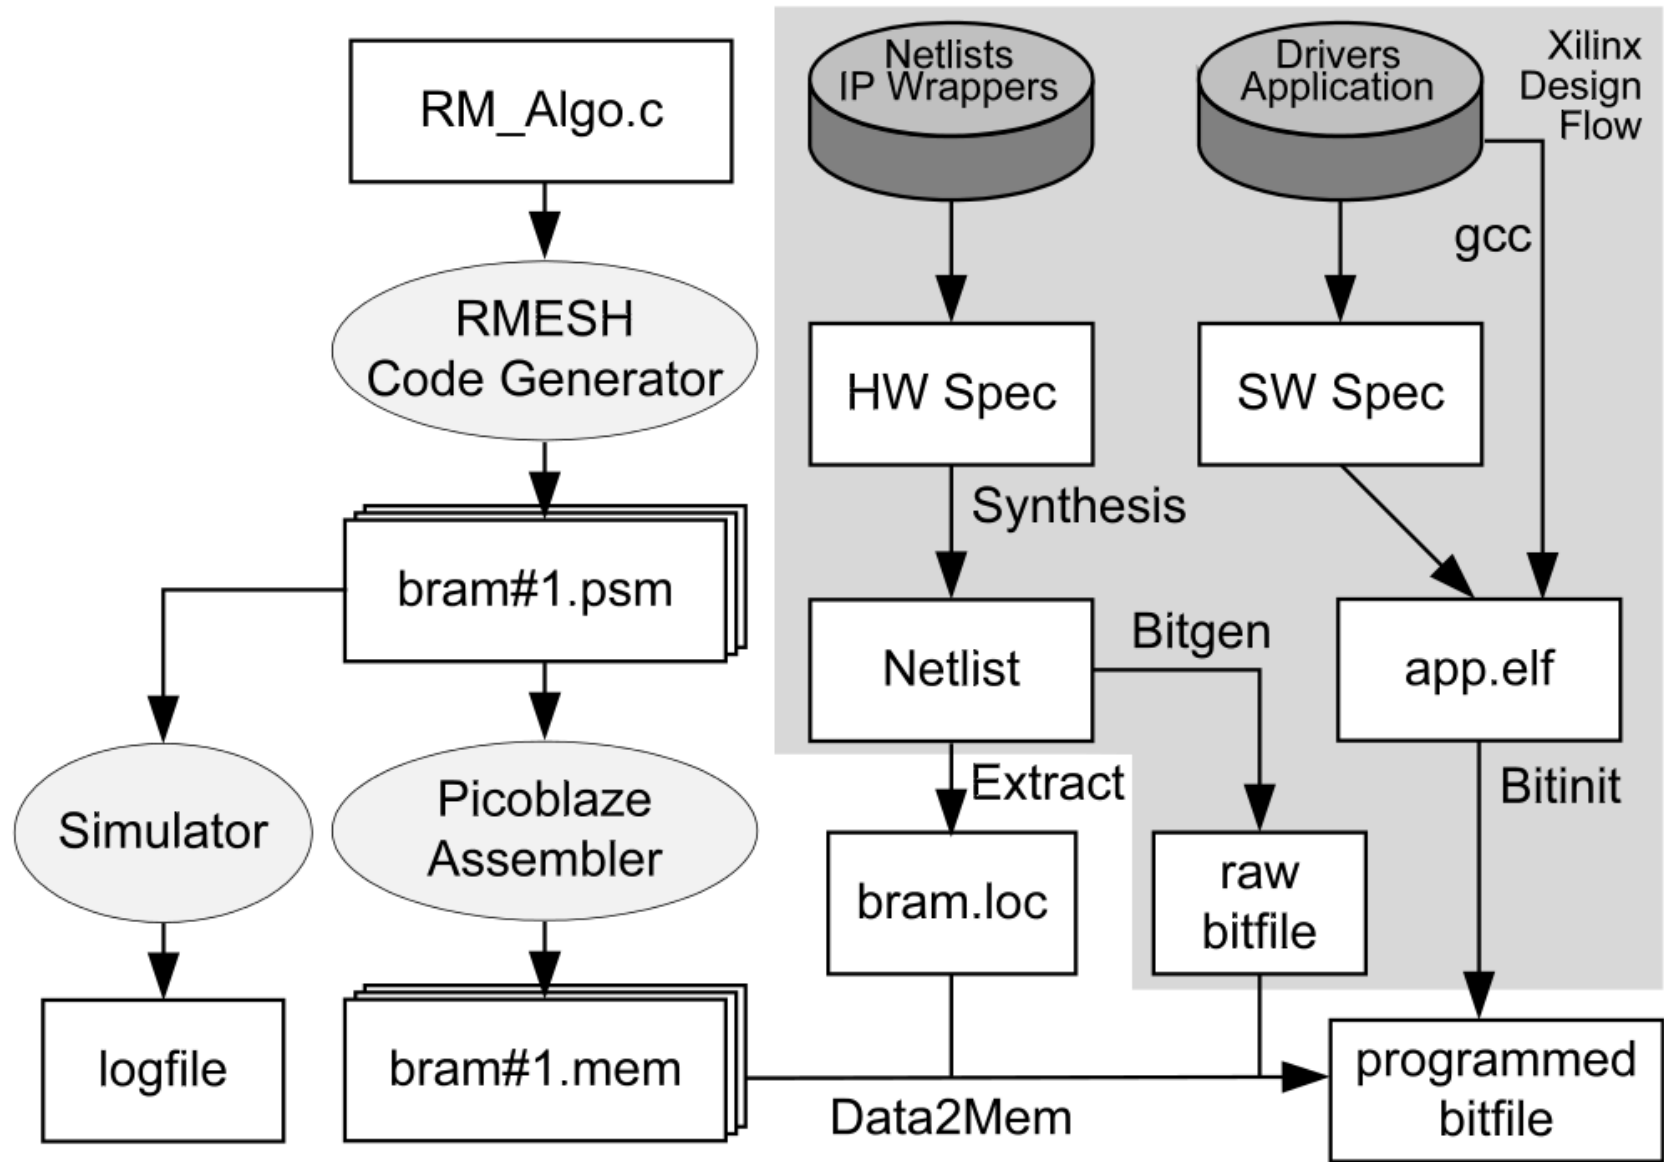 RM_Algo.c
RMESH
Code Generator
bram#1.psm
Simulator
logfile
Picoblaze
Assembler
bram#1.mem
Netlists
IP Wrappers
Drivers
Application
Xilinx
Design
Flow
gcc
HW Spec
SW Spec
Synthesis
Netlist
Bitgen
app.elf
Extract
Bitinit
bram.loc
raw
bitfile
Data2Mem
programmed
bitfile